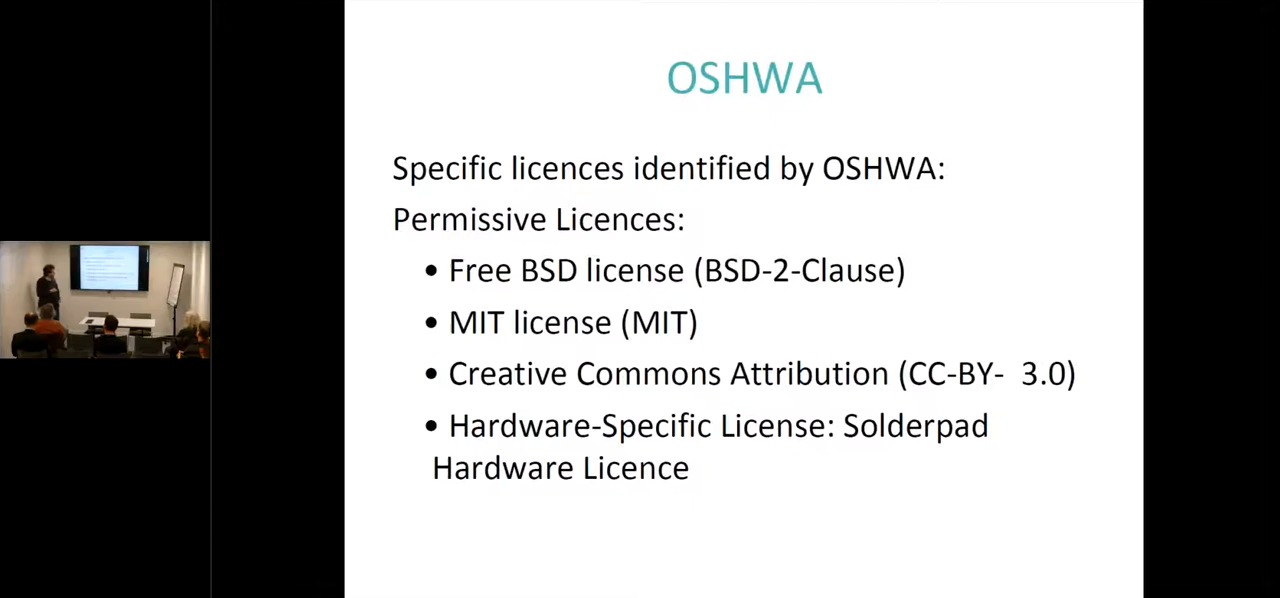 OSHWA
Specific licences identified by OSHWA:
Permissive Licences:
• Free BSD license (BSD-2-Clause)
• MIT license (MIT)
• Creative Commons Attribution (CC-BY- 3.0)
• Hardware-Specific License: Solderpad
Hardware Licence